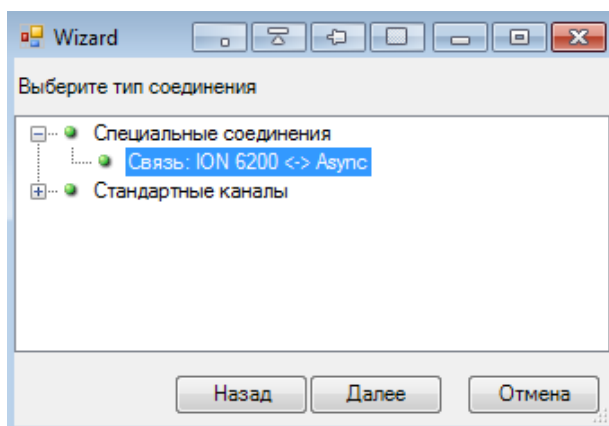 Wizard
Выберите тип соединения
Специальные соединения
Связь: ION 6200 <-> Async
Стандартные каналы
Назад Далее Отмена